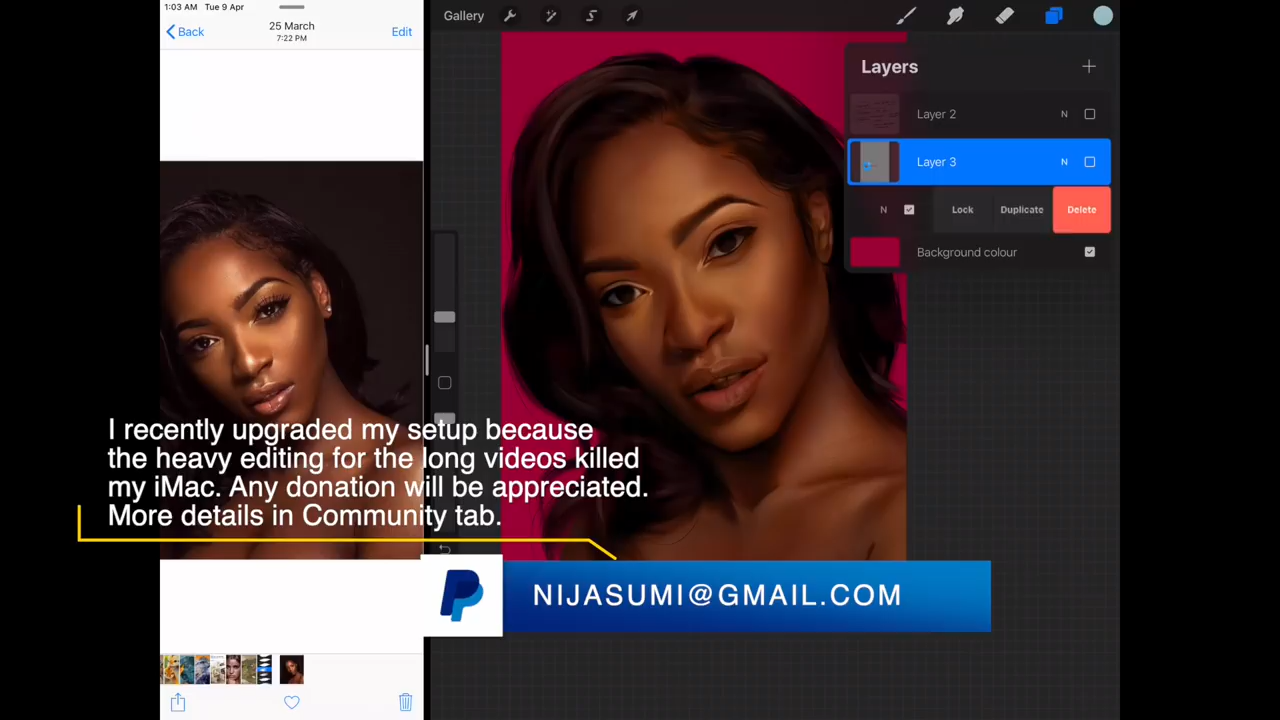 1:03 AM Tue 9 Apr
Back
25 March
7:22 PM
Edit
Gallery
Layers
Layer 2 N
Layer 3 N
N Lock Duplicate Delete
Background colour
I recently upgraded my setup because
the heavy editing for the long videos killed
my iMac. Any donation will be appreciated.
More details in Community tab.
NIJASUMI@GMAIL.COM